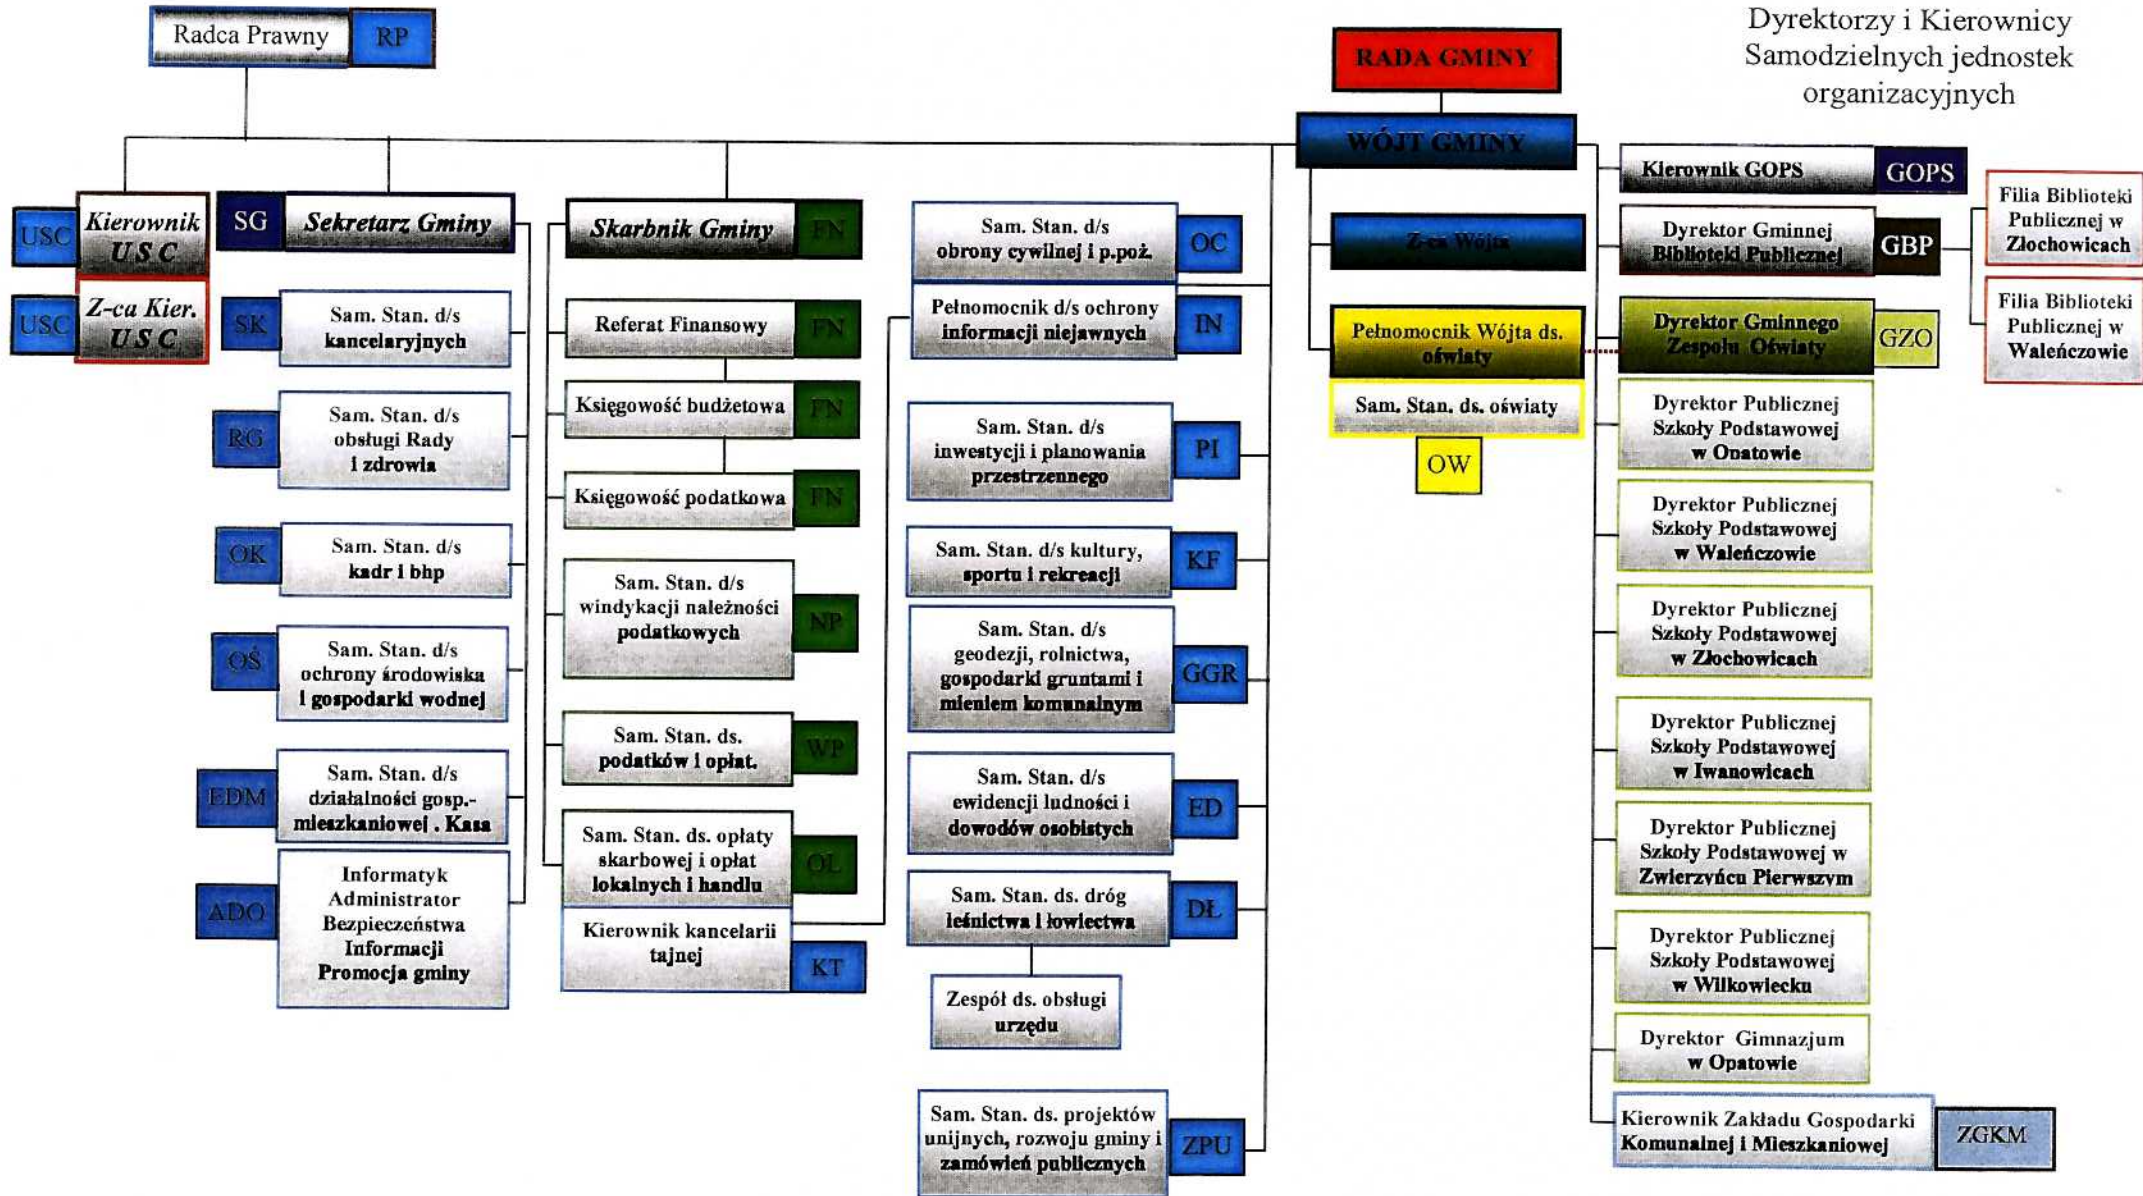 Radca Prawny RP
RADA GMINY
WÓJT GMINY
Dyrektorzy i Kierownicy
Samodzielnych jednostek
organizacyjnych
USC
Kierownik
USC
USC
Z-ca Kier.
USC
SG Sekretarz Gminy
SK
Sam. Stan. d/s
kancelaryjnych
RG
Sam. Stan. d/s
obsługi Rady
i zdrowia
OK
Sam. Stan. d/s
kadr i bhp
OŚ
Sam. Stan. d/s
ochrony środowiska
i gospodarki wodnej
EDM
Sam. Stan. d/s
działalności gosp.-
mieszkaniowej . Kasa
ADO
Informatyk
Administrator
Bezpieczeństwa
Informacji
Promocja gminy
Skarbnik Gminy FN
Referat Finansowy FN
Księgowość budżetowa FN
Księgowość podatkowa FN
Sam. Stan. d/s
windykacji należności
podatkowych
NP
Sam. Stan. ds.
podatków i opłat.
WP
Sam. Stan. ds. opłaty
skarbowej i opłat
lokalnych i handlu
OL
Kierownik kancelarii
tajnej
KT
Sam. Stan. d/s
obrony cywilnej i p.poż.
OC
Pełnomocnik d/s ochrony
informacji niejawnych
IN
Sam. Stan. d/s
inwestycji i planowania
przestrzennego
PI
Sam. Stan. d/s kultury,
sportu i rekreacji
KF
Sam. Stan. d/s
geodezji, rolnictwa,
gospodarki gruntami i
mieniem komunalnym
GGR
Sam. Stan. d/s
ewidencji ludności i
dowodów osobistych
ED
Sam. Stan. ds. dróg
leśnictwa i łowiectwa
DŁ
Zespół ds. obsługi
urzędu
Sam. Stan. ds. projektów
unijnych, rozwoju gminy i
zamówień publicznych
ZPU
Z-ca Wójta
Pełnomocnik Wójta ds.
oświaty
Sam. Stan. ds. oświaty
OW
Kierownik GOPS GOPS
Dyrektor Gminnej
Biblioteki Publicznej
GBP
Filia Biblioteki
Publicznej w
Złochowicach
Filia Biblioteki
Publicznej w
Waleńczowie
Dyrektor Gminnego
Zespołu Oświaty
GZO
Dyrektor Publicznej
Szkoły Podstawowej
w Opatowie
Dyrektor Publicznej
Szkoły Podstawowej
w Waleńczowie
Dyrektor Publicznej
Szkoły Podstawowej
w Złochowicach
Dyrektor Publicznej
Szkoły Podstawowej
w Iwanowicach
Dyrektor Publicznej
Szkoły Podstawowej w
Zwierzyńcu Pierwszym
Dyrektor Publicznej
Szkoły Podstawowej
w Wilkowiecku
Dyrektor Gimnazjum
w Opatowie
Kierownik Zakładu Gospodarki
Komunalnej i Mieszkaniowej
ZGKM